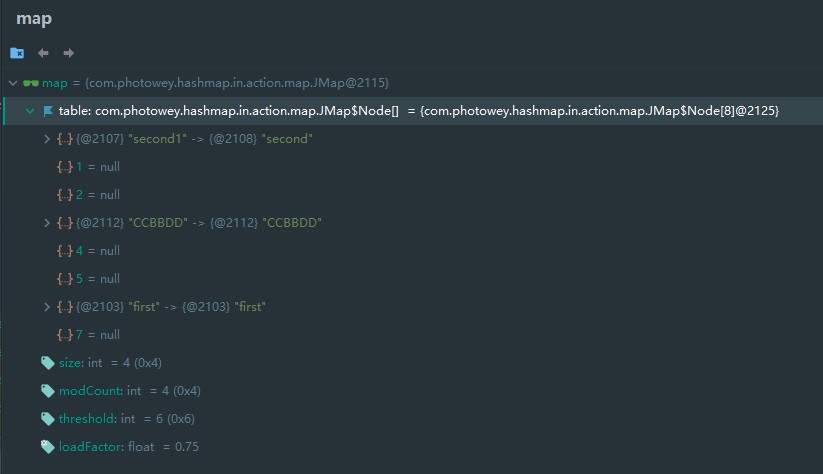 map
map = {com.photowey.hashmap.in.action.map.JMap@2115}
table: com.photowey.hashmap.in.action.map.JMap$Node[] = {com.photowey.hashmap.in.action.map.JMap$Node[8]@2125}
{...} {@2107} "second1" -> {@2108} "second"
{...} 1 = null
{...} 2 = null
{...} {@2112} "CCBBDD" -> {@2112} "CCBBDD"
{...} 4 = null
{...} 5 = null
{...} {@2103} "first" -> {@2103} "first"
{...} 7 = null
size: int = 4 (0x4)
modCount: int = 4 (0x4)
threshold: int = 6 (0x6)
loadFactor: float = 0.75